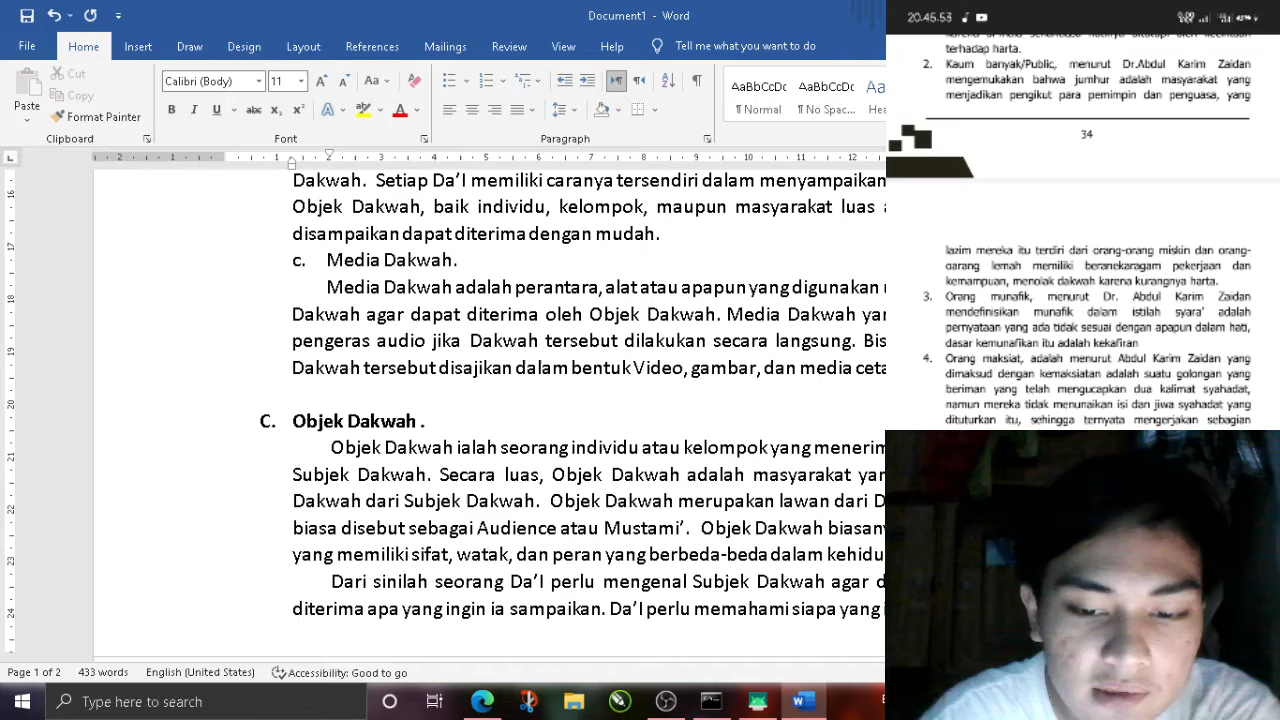 Document1 - Word
File Home Insert Draw Design Layout References Mailings Review View Help Tell me what you want to do
Paste
Cut
Copy
Format Painter
Clipboard
Calibri (Body) 11
Font
Paragraph
AaBbCcDc AaBbCcDc
¶ Normal ¶ No Spac...
Dakwah. Setiap Da’I memiliki caranya tersendiri dalam menyampaikan
Objek Dakwah, baik individu, kelompok, maupun masyarakat luas
disampaikan dapat diterima dengan mudah.
c. Media Dakwah.
Media Dakwah adalah perantara, alat atau apapun yang digunakan
Dakwah agar dapat diterima oleh Objek Dakwah. Media Dakwah
pengeras audio jika Dakwah tersebut dilakukan secara langsung.
Dakwah tersebut disajikan dalam bentuk Video, gambar, dan media
C. Objek Dakwah .
Objek Dakwah ialah seorang individu atau kelompok yang
Subjek Dakwah. Secara luas, Objek Dakwah adalah masyarakat
Dakwah dari Subjek Dakwah. Objek Dakwah merupakan lawan dari
biasa disebut sebagai Audience atau Mustami’. Objek Dakwah
yang memiliki sifat, watak, dan peran yang berbeda-beda dalam
Dari sinilah seorang Da’I perlu mengenal Subjek Dakwah agar
diterima apa yang ingin ia sampaikan. Da’I perlu memahami siapa yang
Page 1 of 2 433 words English (United States) Accessibility: Good to go
Type here to search
20.45.53
terhadap harta.
2. Kaum banyak/Public, menurut Dr.Abdul Karim Zaidan
mengemukakan bahwa jumhur adalah masyarakat yang
menjadikan pengikut para pemimpin dan penguasa, yang
34
lazim mereka itu terdiri dari orang-orang miskin dan orang-
oarang lemah memiliki beranekaragam pekerjaan dan
kemampuan, menolak dakwah karena kurangnya harta.
3. Orang munafik, menurut Dr. Abdul Karim Zaidan
mendefinisikan munafik dalam istilah syara’ adalah
pernyataan yang ada tidak sesuai dengan apapun dalam hati,
dasar kemunafikan itu adalah kekafiran
4. Orang maksiat, adalah menurut Abdul Karim Zaidan yang
dimaksud dengan kemaksiatan adalah suatu golongan yang
beriman yang telah mengucapkan dua kalimat syahadat,
namun mereka tidak menunaikan isi dan jiwa syahadat yang
dituturkan itu, sehingga ternyata mengerjakan sebagian